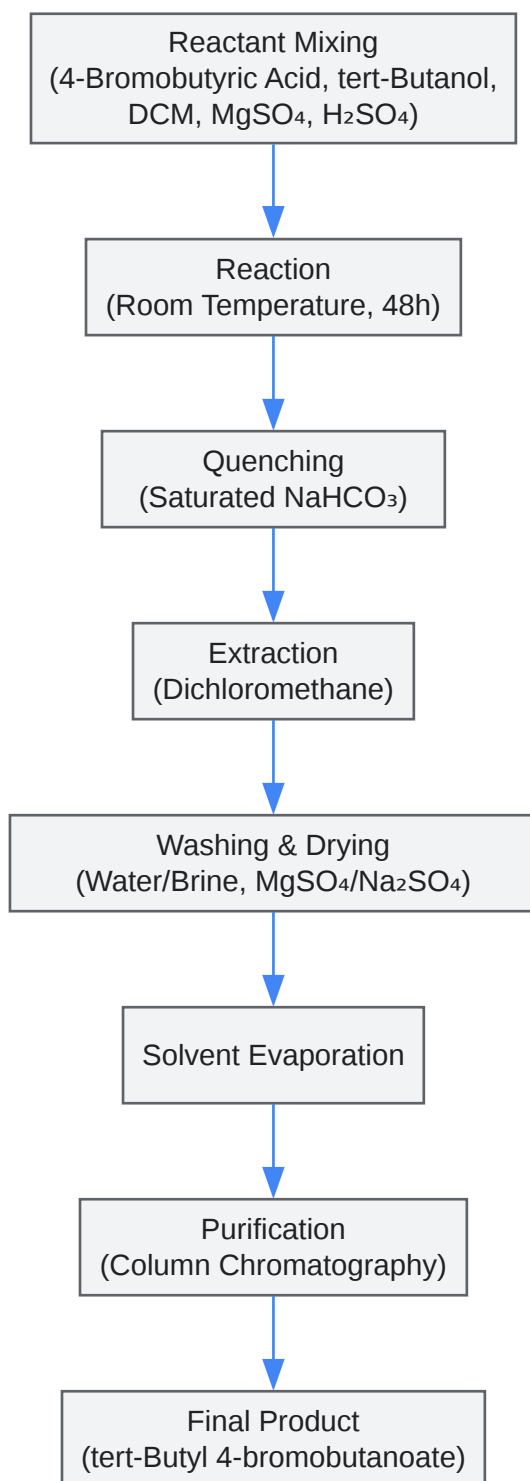 Reactant Mixing
(4-Bromobutyric Acid, tert-Butanol,
DCM, MgSO₄, H₂SO₄)
Reaction
(Room Temperature, 48h)
Quenching
(Saturated NaHCO₃)
Extraction
(Dichloromethane)
Washing & Drying
(Water/Brine, MgSO₄/Na₂SO₄)
Solvent Evaporation
Purification
(Column Chromatography)
Final Product
(tert-Butyl 4-bromobutanoate)